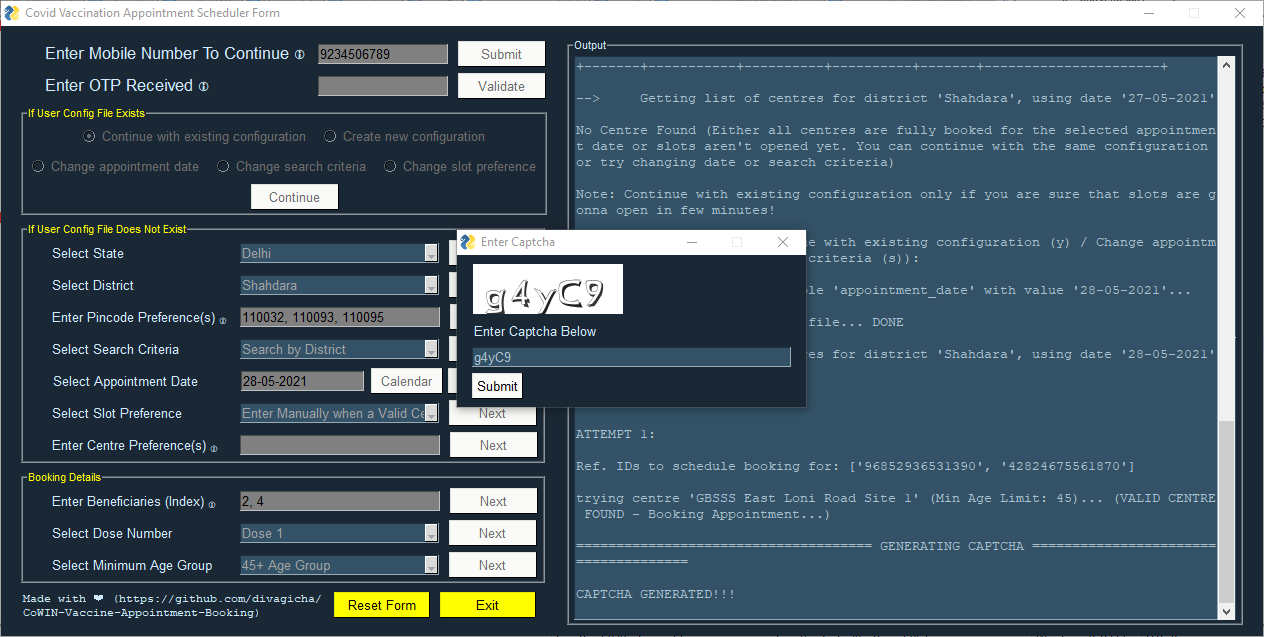 Covid Vaccination Appointment Scheduler Form
Enter Mobile Number To Continue
9234506789
Submit
Enter OTP Received
Validate
If User Config File Exists
Continue with existing configuration
Create new configuration
Change appointment date
Change search criteria
Change slot preference
Continue
If User Config File Does Not Exist
Select State
Delhi
Select District
Shahdara
Enter Pincode Preference(s)
110032, 110093, 110095
Select Search Criteria
Search by District
Select Appointment Date
28-05-2021
Calendar
Select Slot Preference
Enter Manually when a Valid Ce
Next
Enter Centre Preference(s)
Next
Booking Details
Enter Beneficiaries (Index)
2, 4
Next
Select Dose Number
Dose 1
Next
Select Minimum Age Group
45+ Age Group
Next
Made with ❤ (https://github.com/divagicha/
CoWIN-Vaccine-Appointment-Booking)
Reset Form
Exit
Output
+-------+-----------+----------+----------+-------+----------------------+
--> Getting list of centres for district 'Shahdara', using date '27-05-2021'
No Centre Found (Either all centres are fully booked for the selected appointmen
t date or slots aren't opened yet. You can continue with the same configuration
or try changing date or search criteria)
Note: Continue with existing configuration only if you are sure that slots are g
onna open in few minutes!
e with existing configuration (y) / Change appointm
criteria (s)):
ble 'appointment_date' with value '28-05-2021'...
file... DONE
res for district 'Shahdara', using date '28-05-2021'
ATTEMPT 1:
Ref. IDs to schedule booking for: ['96852936531390', '42824675561870']
trying centre 'GBSSS East Loni Road Site 1' (Min Age Limit: 45)... (VALID CENTRE
FOUND - Booking Appointment...)
===================================== GENERATING CAPTCHA =======================
==============
CAPTCHA GENERATED!!!
Enter Captcha
g4yC9
Enter Captcha Below
g4yC9
Submit